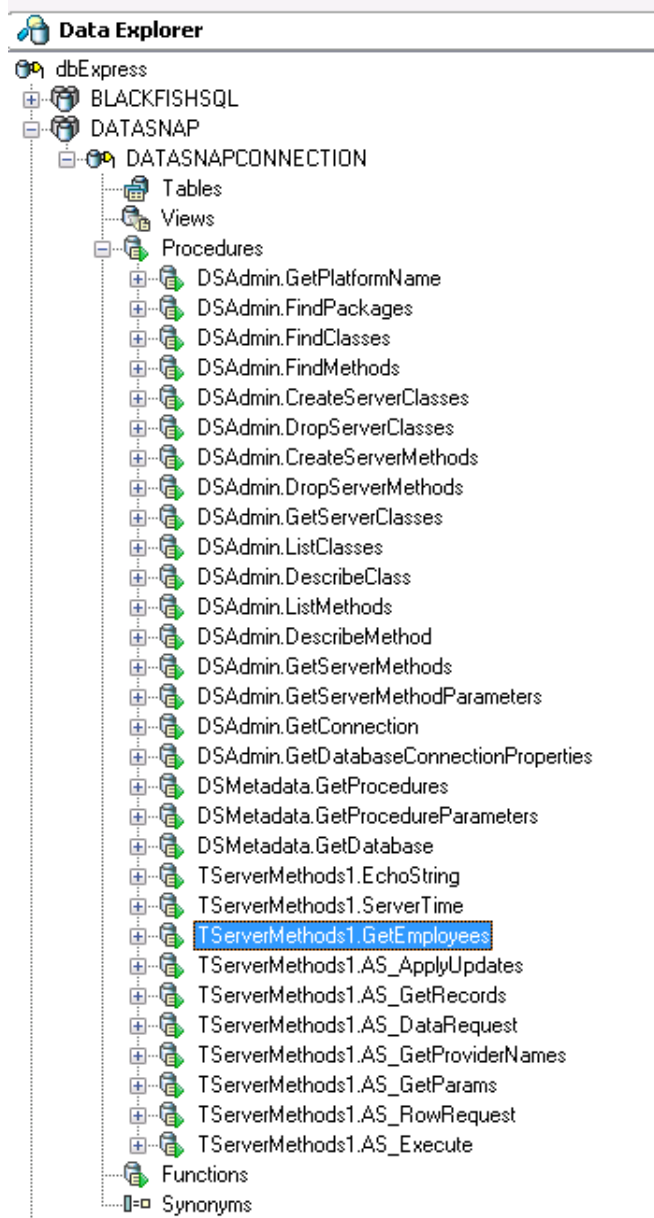 Data Explorer
dbExpress
BLACKFISHSQL
DATASNAP
DATASNAPCONNECTION
Tables
Views
Procedures
DSAdmin.GetPlatformName
DSAdmin.FindPackages
DSAdmin.FindClasses
DSAdmin.FindMethods
DSAdmin.CreateServerClasses
DSAdmin.DropServerClasses
DSAdmin.CreateServerMethods
DSAdmin.DropServerMethods
DSAdmin.GetServerClasses
DSAdmin.ListClasses
DSAdmin.DescribeClass
DSAdmin.ListMethods
DSAdmin.DescribeMethod
DSAdmin.GetServerMethods
DSAdmin.GetServerMethodParameters
DSAdmin.GetConnection
DSAdmin.GetDatabaseConnectionProperties
DSMetadata.GetProcedures
DSMetadata.GetProcedureParameters
DSMetadata.GetDatabase
TServerMethods1.EchoString
TServerMethods1.ServerTime
TServerMethods1.GetEmployees
TServerMethods1.AS_ApplyUpdates
TServerMethods1.AS_GetRecords
TServerMethods1.AS_DataRequest
TServerMethods1.AS_GetProviderNames
TServerMethods1.AS_GetParams
TServerMethods1.AS_RowRequest
TServerMethods1.AS_Execute
Functions
Synonyms